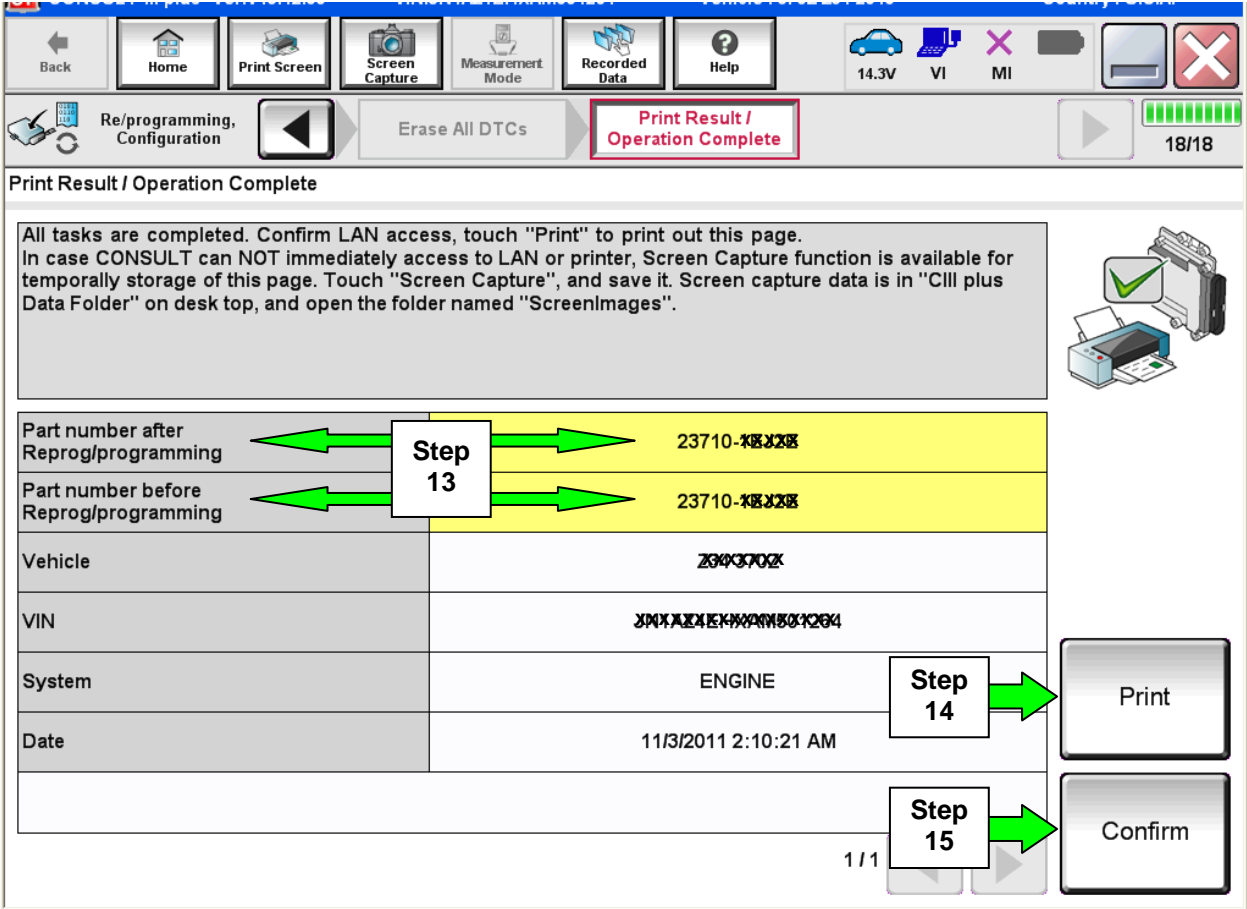 Back
Home
Print Screen
Screen
Capture
Measurement
Mode
Recorded
Data
Help
14.3V
VI
MI
Re/programming,
Configuration
Erase All DTCs
Print Result /
Operation Complete
18/18
Print Result / Operation Complete
All tasks are completed. Confirm LAN access, touch "Print" to print out this page.
In case CONSULT can NOT immediately access to LAN or printer, Screen Capture function is available for
temporally storage of this page. Touch "Screen Capture", and save it. Screen capture data is in "CIII plus
Data Folder" on desk top, and open the folder named "ScreenImages".
Part number after
Reprog/programming
23710-
Part number before
Reprog/programming
23710-
Step
13
Vehicle
VIN
System
ENGINE
Date
11/3/2011 2:10:21 AM
Step
14
Print
Step
15
Confirm
1/1